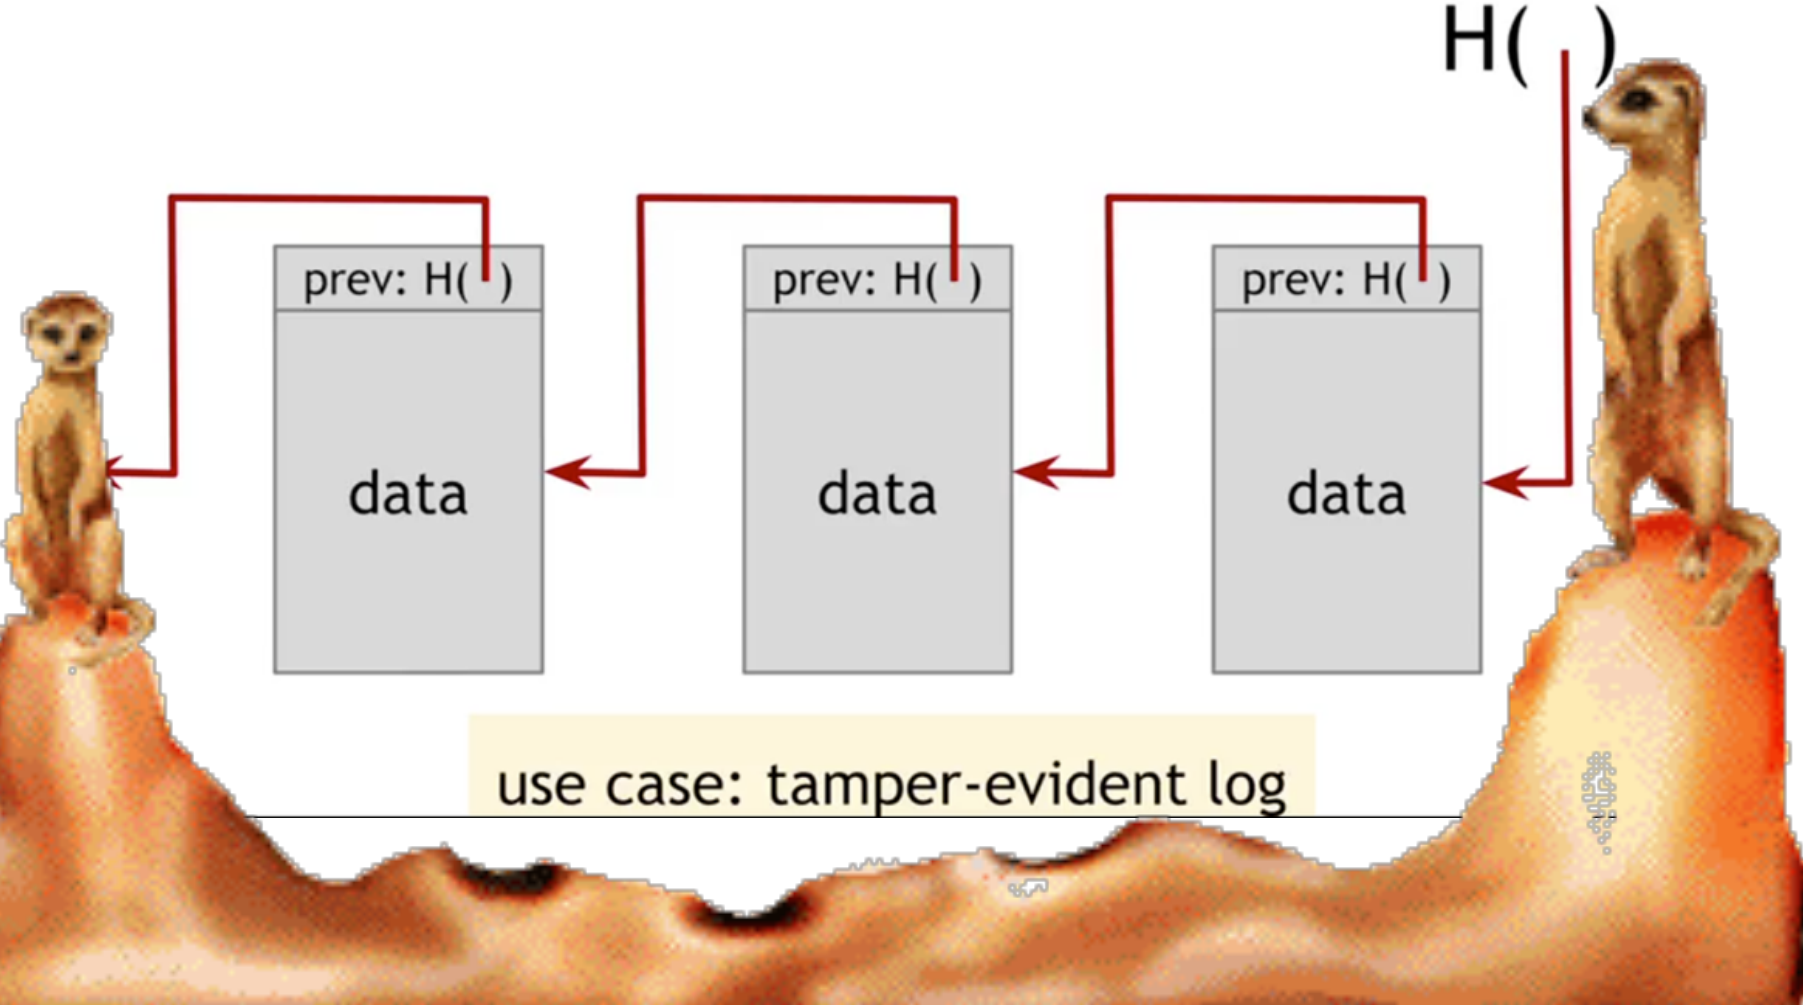 H( )
prev: H( )
prev: H( )
prev: H( )
data
data
data
use case: tamper-evident log